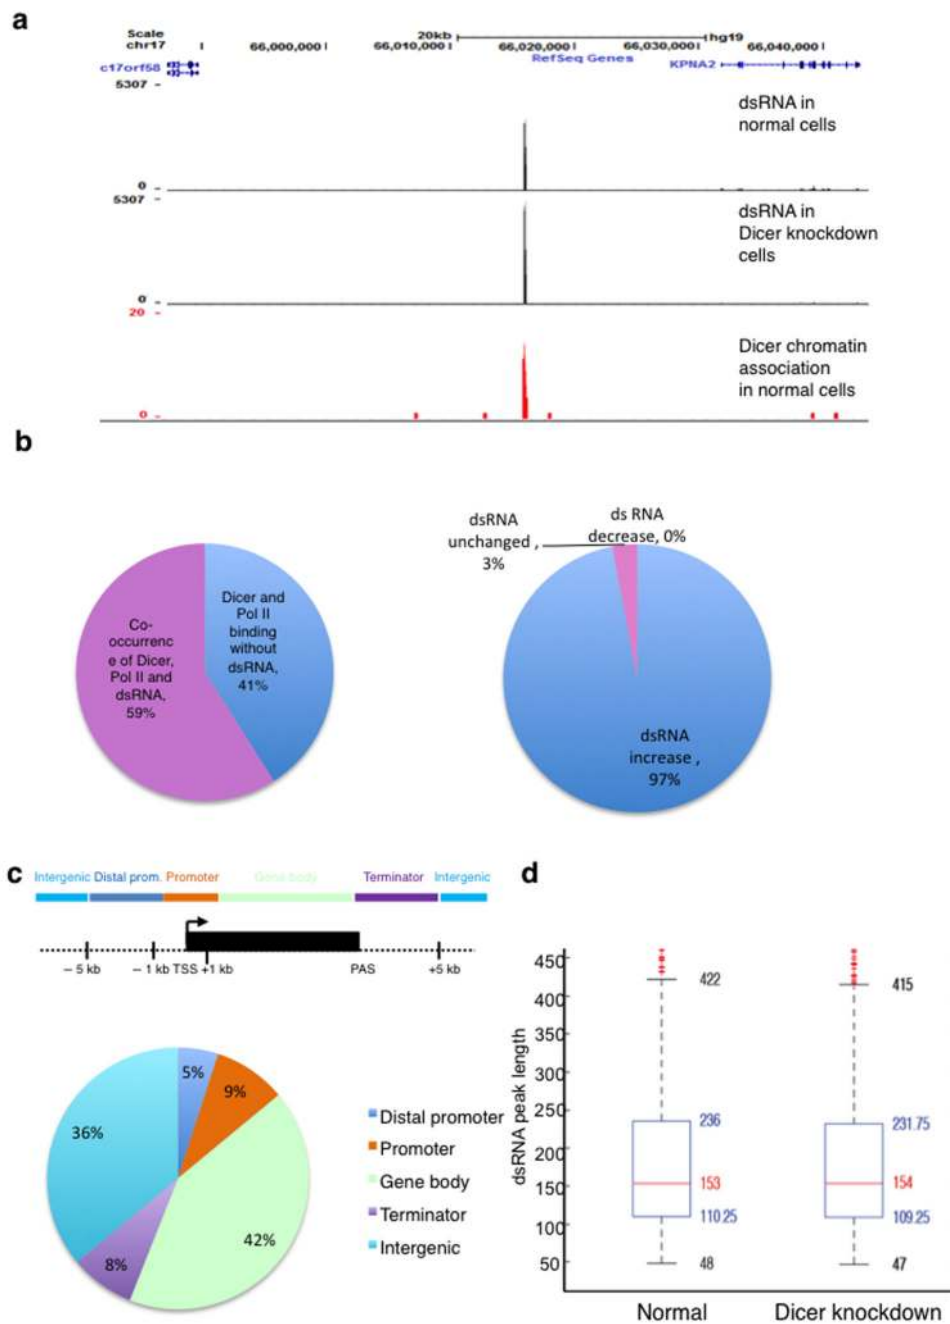 a
Scale
20kb
hg19
chr17
66,000,000
66,010,000
66,020,000
66,030,000
66,040,000
RefSeq Genes
c17orf58
KPNA2
5307
dsRNA in
normal cells
0
5307
dsRNA in
Dicer knockdown
cells
0
20
Dicer chromatin
association
in normal cells
0
b
Dicer and
Pol II
binding
without
dsRNA,
41%
Co-
occurrenc
e of Dicer,
Pol II and
dsRNA,
59%
dsRNA
unchanged ,
3%
ds RNA
decrease, 0%
dsRNA
increase ,
97%
c
Intergenic Distal prom. Promoter Gene body Terminator Intergenic
– 5 kb – 1 kb TSS +1 kb PAS +5 kb
5%
9%
36%
42%
8%
Distal promoter
Promoter
Gene body
Terminator
Intergenic
d
dsRNA peak length
450
400
350
300
250
200
150
100
50
422
236
153
110.25
48
415
231.75
154
109.25
47
Normal Dicer knockdown